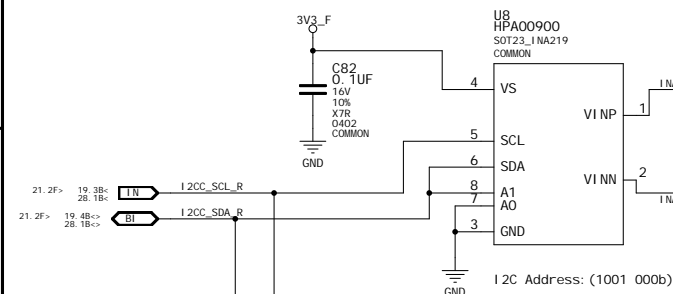 3V3_F
U8
HPA00900
SOT23_INA219
COMMON
C82
0.1UF
16V
10%
X7R
0402
COMMON
GND
4 VS
VINP 1
5 SCL
6 SDA
VINN 2
8 A1
7 A0
3 GND
21.2F> 19.3B< IN I2CC_SCL_R
28.1B<
21.2F> 19.4B<> BI I2CC_SDA_R
28.1B<>
GND
I2C Address: (1001 000b)